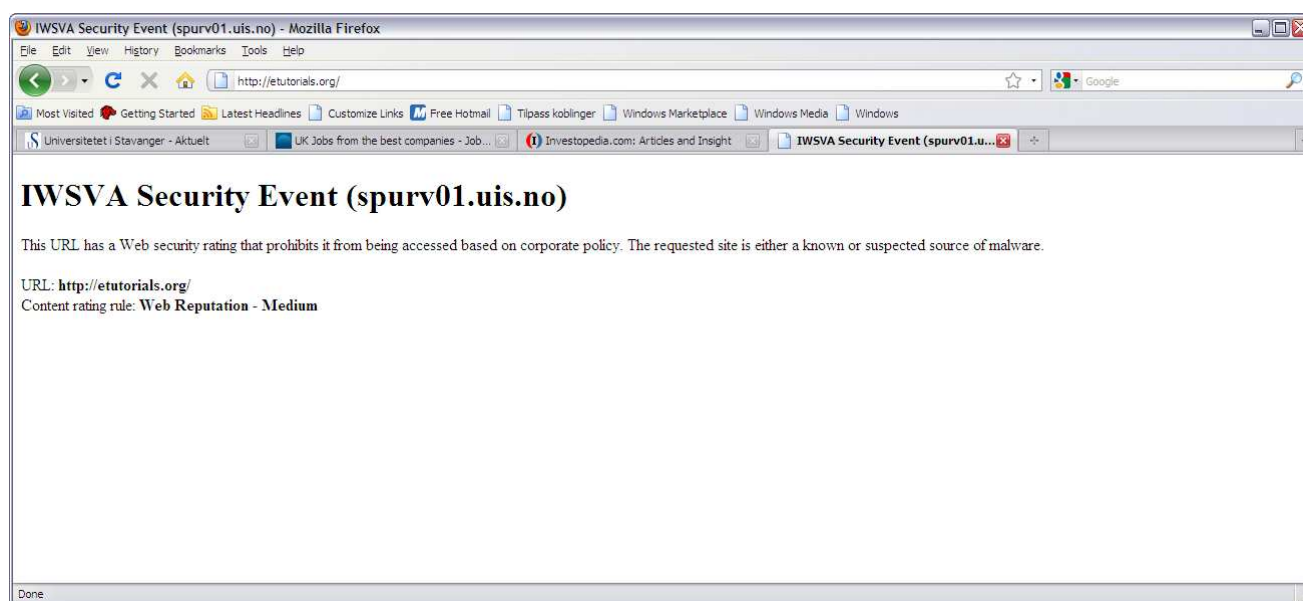 IWSVA Security Event (spurv01.uis.no) - Mozilla Firefox
File Edit View History Bookmarks Tools Help
http://etutorials.org/ Google
Most Visited Getting Started Latest Headlines Customize Links Free Hotmail Tilpass koblinger Windows Marketplace Windows Media Windows
Universitetet i Stavanger - Aktuelt UK Jobs from the best companies - Job... Investopedia.com: Articles and Insight IWSVA Security Event (spurv01.u...
IWSVA Security Event (spurv01.uis.no)
This URL has a Web security rating that prohibits it from being accessed based on corporate policy. The requested site is either a known or suspected source of malware.
URL: http://etutorials.org/
Content rating rule: Web Reputation - Medium
Done